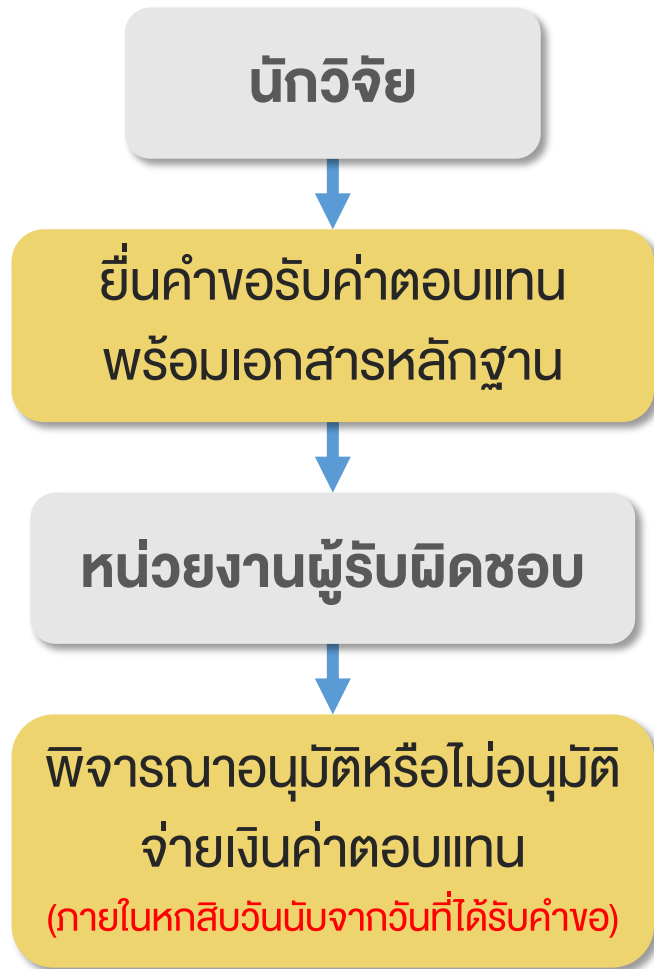 นักวิจัย
ยื่นคำขอรับค่าตอบแทน
พร้อมเอกสารหลักฐาน
หน่วยงานผู้รับผิดชอบ
พิจารณาอนุมัติหรือไม่อนุมัติ
จ่ายเงินค่าตอบแทน
(ภายในหกสิบวันนับจากวันที่ได้รับคำขอ)